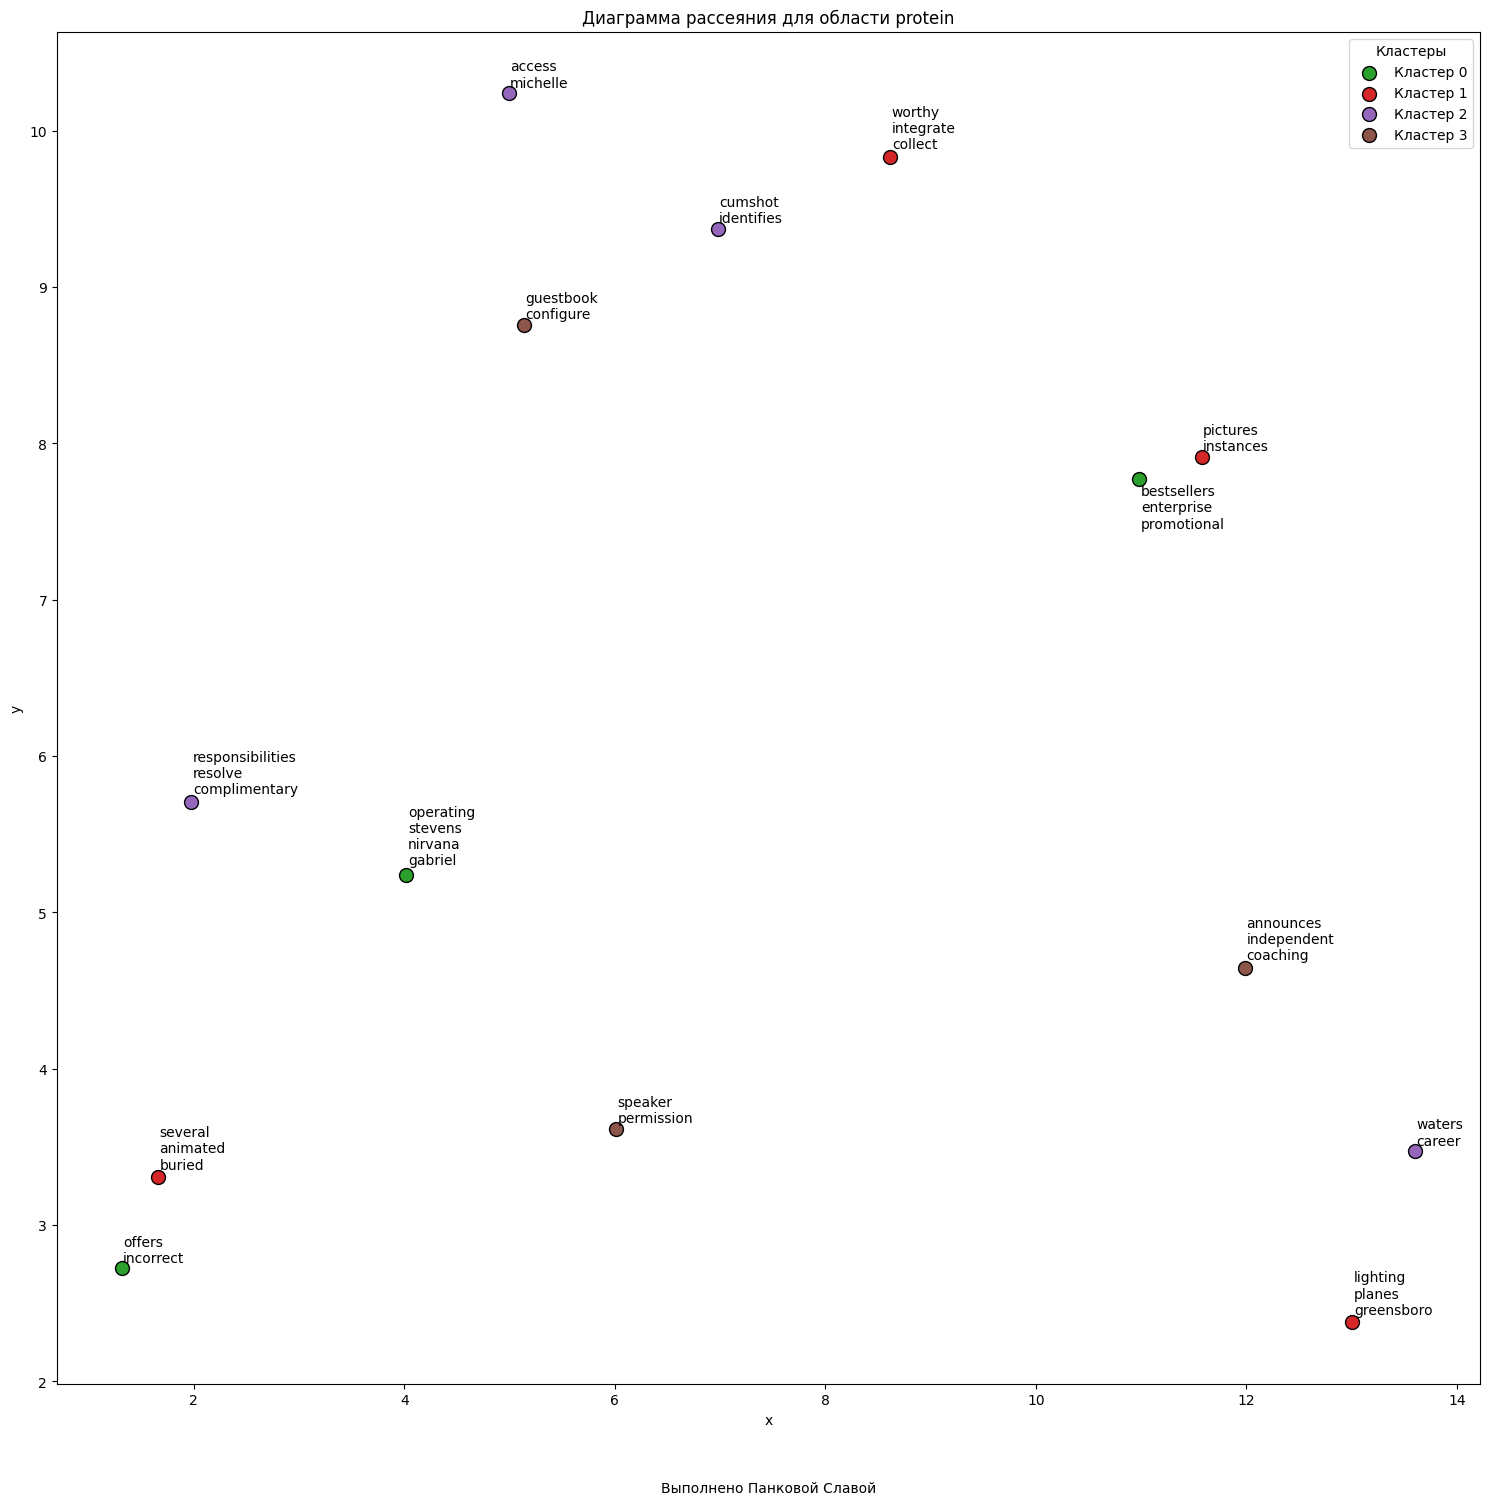 Диаграмма рассеяния для области protein
Кластеры
Кластер 0
Кластер 1
Кластер 2
Кластер 3
access
michelle
worthy
integrate
collect
cumshot
identifies
guestbook
configure
pictures
instances
bestsellers
enterprise
promotional
responsibilities
resolve
complimentary
operating
stevens
nirvana
gabriel
announces
independent
coaching
speaker
permission
waters
career
several
animated
buried
offers
incorrect
lighting
planes
greensboro
10
9
8
7
6
5
4
3
2
y
2
4
6
8
10
12
14
x
Выполнено Панковой Славой